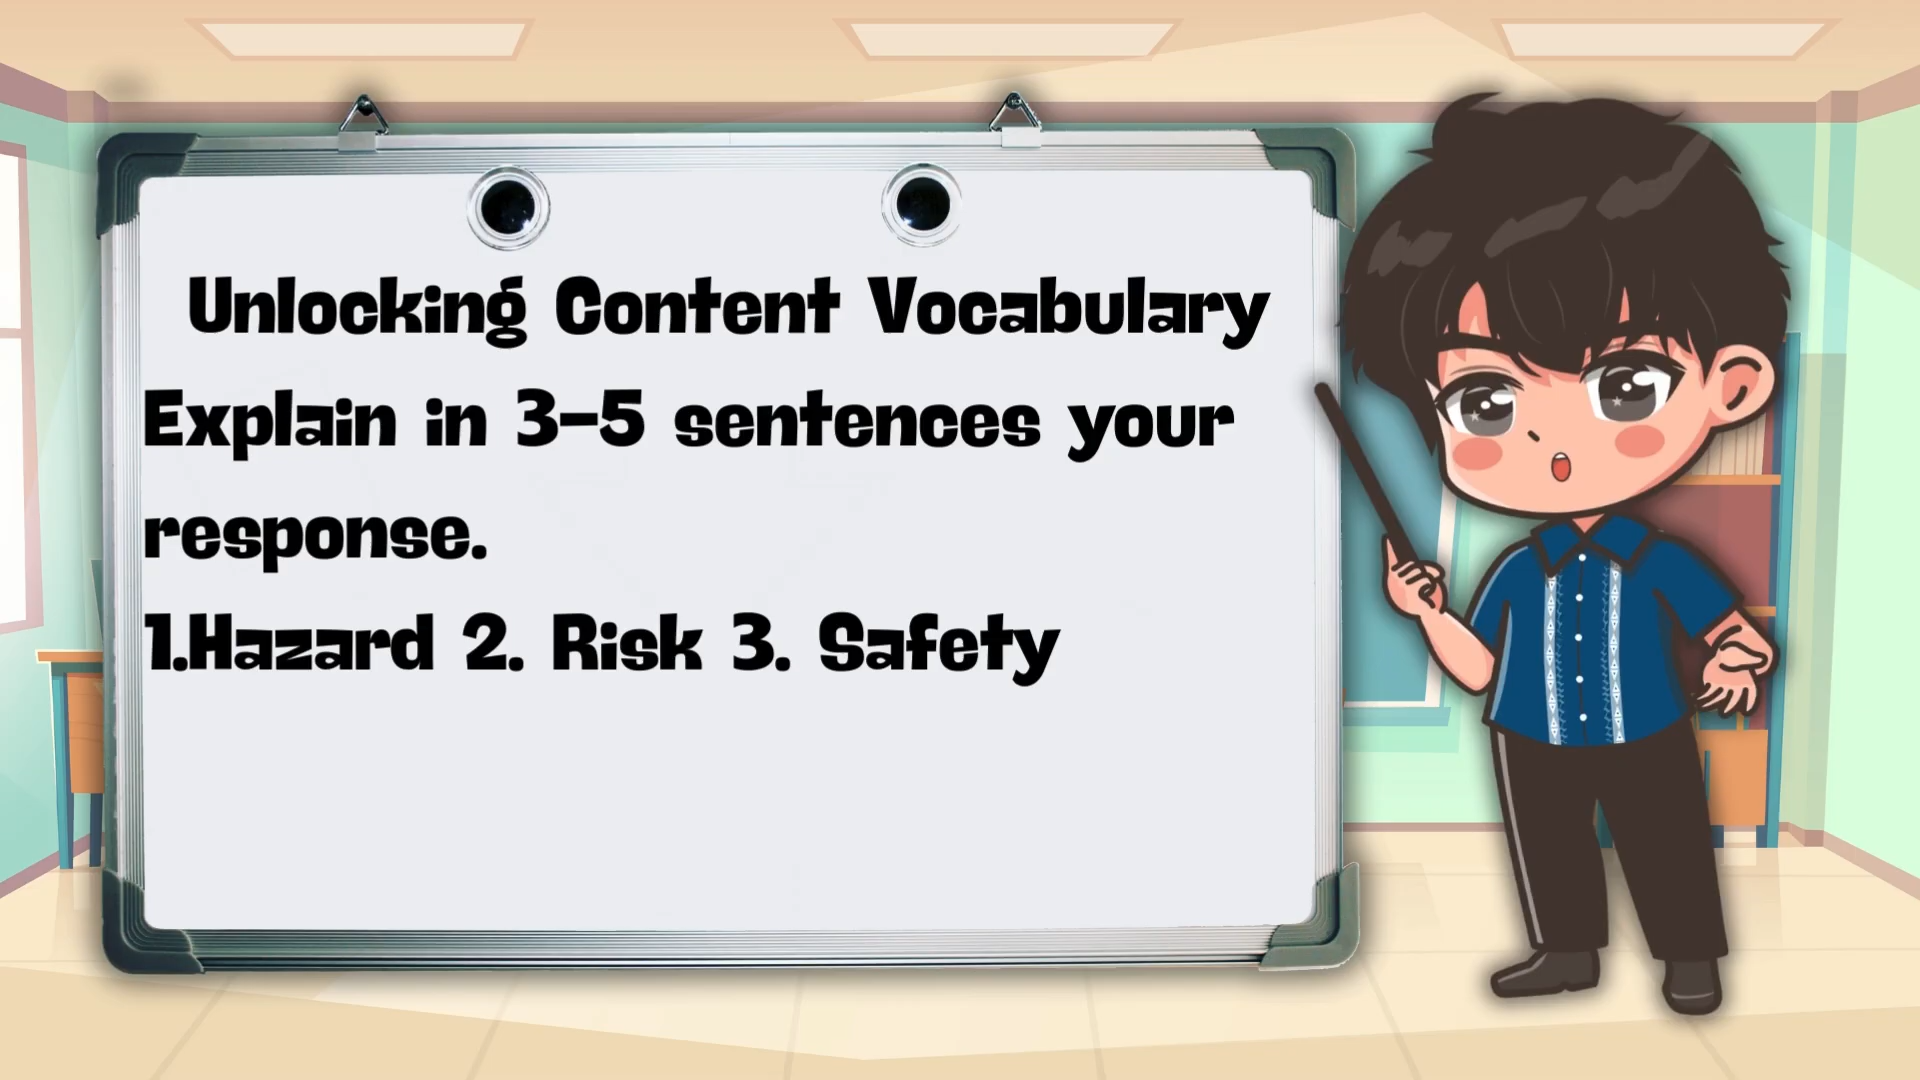 Unlocking Content Vocabulary
Explain in 3-5 sentences your
response.
1.Hazard 2. Risk 3. Safety